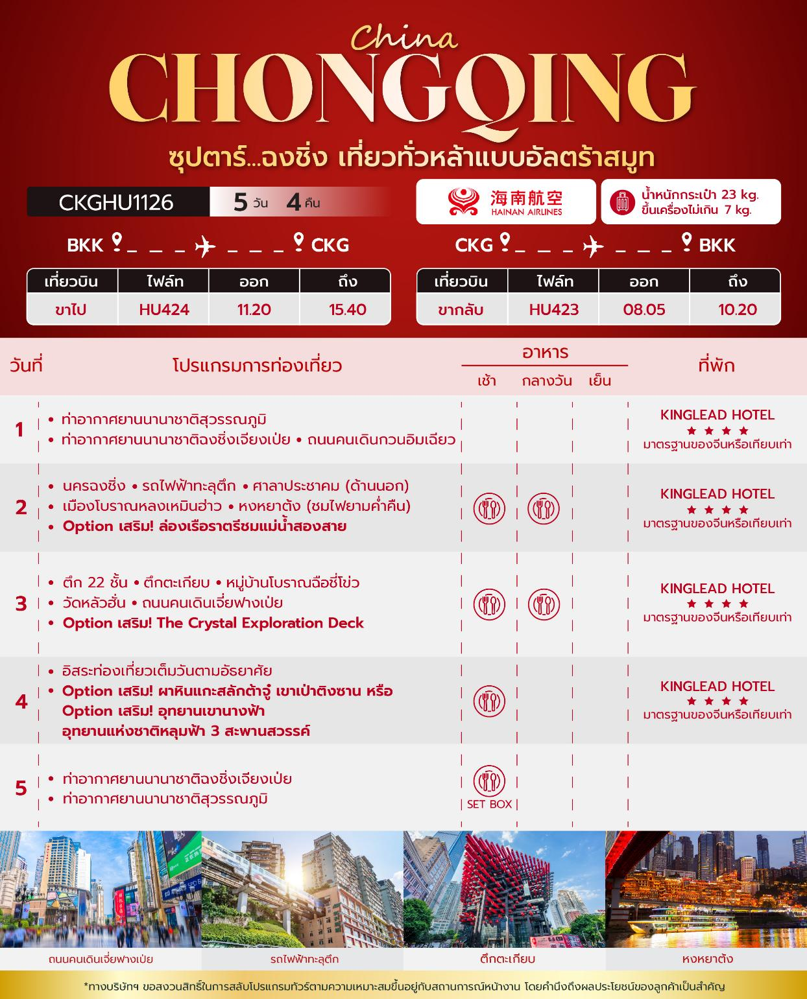 China
CHONGQING
ซุปตาร์...ฉงชิ่ง เที่ยวทั่วหล้าแบบอัลตร้าสมูท
CKGHU1126 5 วัน 4 คืน
海南航空
HAINAN AIRLINES
น้ำหนักกระเป๋า 23 kg.
ขึ้นเครื่องไม่เกิน 7 kg.
BKK CKG
CKG BKK
เที่ยวบิน ไฟล์ท ออก ถึง
ขาไป HU424 11.20 15.40
เที่ยวบิน ไฟล์ท ออก ถึง
ขากลับ HU423 08.05 10.20
วันที่ โปรแกรมการท่องเที่ยว อาหาร ที่พัก
เช้า กลางวัน เย็น
1
• ท่าอากาศยานนานาชาติสุวรรณภูมิ
• ท่าอากาศยานนานาชาติฉงชิ่งเจียงเป่ย • ถนนคนเดินกวนอิมเฉียว
KINGLEAD HOTEL
มาตรฐานของจีนหรือเทียบเท่า
2
• นครฉงชิ่ง • รถไฟฟ้าทะลุตึก • ศาลาประชาคม (ด้านนอก)
• เมืองโบราณหลงเหมินฮ่าว • หงหยาต้ง (ชมไฟยามค่ำคืน)
• Option เสริม! ล่องเรือราตรีชมแม่น้ำสองสาย
KINGLEAD HOTEL
มาตรฐานของจีนหรือเทียบเท่า
3
• ตึก 22 ชั้น • ตึกตะเกียบ • หมู่บ้านโบราณฉือชี่โข่ว
• วัดหลัวฮั่น • ถนนคนเดินเจี่ยฟางเป่ย
• Option เสริม! The Crystal Exploration Deck
KINGLEAD HOTEL
มาตรฐานของจีนหรือเทียบเท่า
4
• อิสระท่องเที่ยวเต็มวันตามอัธยาศัย
• Option เสริม! ผาหินแกะสลักต้าจู๋ เขาเป่าติงซาน หรือ
Option เสริม! อุทยานเขานางฟ้า
อุทยานแห่งชาติหลุมฟ้า 3 สะพานสวรรค์
KINGLEAD HOTEL
มาตรฐานของจีนหรือเทียบเท่า
5
• ท่าอากาศยานนานาชาติฉงชิ่งเจียงเป่ย
• ท่าอากาศยานนานาชาติสุวรรณภูมิ
SET BOX
ถนนคนเดินเจี่ยฟางเป่ย
รถไฟฟ้าทะลุตึก
ตึกตะเกียบ
หงหยาต้ง
*ทางบริษัทฯ ขอสงวนสิทธิ์ในการสลับโปรแกรมทัวร์ตามความเหมาะสมขึ้นอยู่กับสถานการณ์หน้างาน โดยคำนึงถึงผลประโยชน์ของลูกค้าเป็นสำคัญ